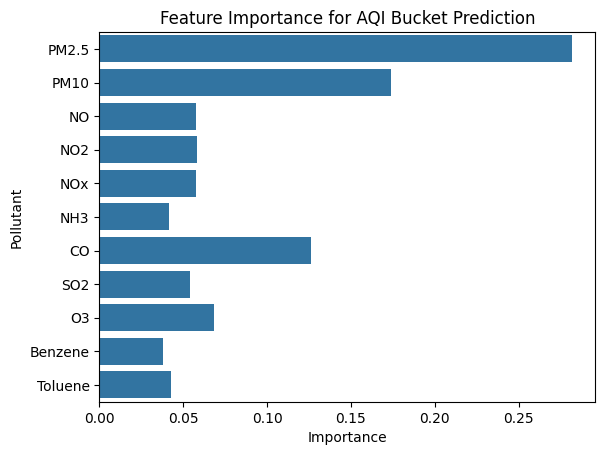 Feature Importance for AQI Bucket Prediction
PM2.5
PM10
NO
NO2
NOx
NH3
CO
SO2
O3
Benzene
Toluene
Pollutant
0.00 0.05 0.10 0.15 0.20 0.25
Importance